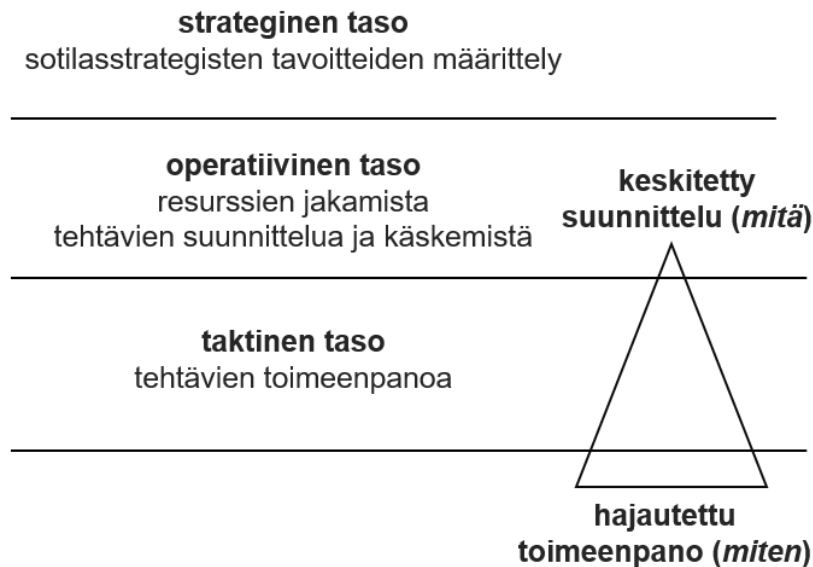 strateginen taso
sotilasstrategisten tavoitteiden määrittely
operatiivinen taso
resurssien jakamista
tehtävien suunnittelua ja käskemistä
keskitetty
suunnittelu (mitä)
taktinen taso
tehtävien toimeenpanoa
hajautettu
toimeenpano (miten)